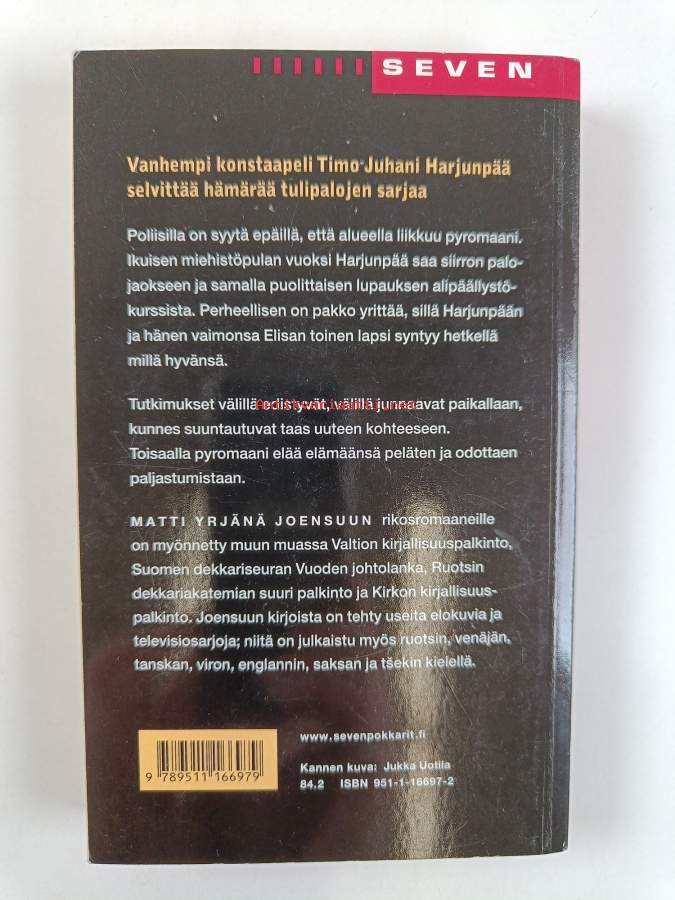 SEVEN
Vanhempi konstaapeli Timo Juhani Harjunpää
selvittää hämärää tulipalojen sarjaa
Poliisilla on syytä epäillä, että alueella liikkuu pyromaani.
Ikuisen miehistöpulan vuoksi Harjunpää saa siirron palo-
jaokseen ja samalla puolittaisen lupauksen alipäällystö-
kurssista. Perheellisen on pakko yrittää, sillä Harjunpään
ja hänen vaimonsa Elisan toinen lapsi syntyy hetkellä
millä hyvänsä.
Tutkimukset välillä edistyvät, välillä junnaavat paikallaan,
kunnes suuntautuvat taas uuteen kohteeseen.
Toisaalla pyromaani elää elämäänsä peläten ja odottaen
paljastumistaan.
MATTI YRJÄNÄ JOENSUUN rikosromaaneille
on myönnetty muun muassa Valtion kirjallisuuspalkinto,
Suomen dekkariseuran Vuoden johtolanka, Ruotsin
dekkariakatemian suuri palkinto ja Kirkon kirjallisuus-
palkinto. Joensuun kirjoista on tehty useita elokuvia ja
televisiosarjoja; niitä on julkaistu myös ruotsin, venäjän,
tanskan, viron, englannin, saksan ja tšekin kielellä.
www.sevenpokkarit.fi
Kannen kuva: Jukka Uotila
84.2 ISBN 951-1-16697-2
9 789511 166979